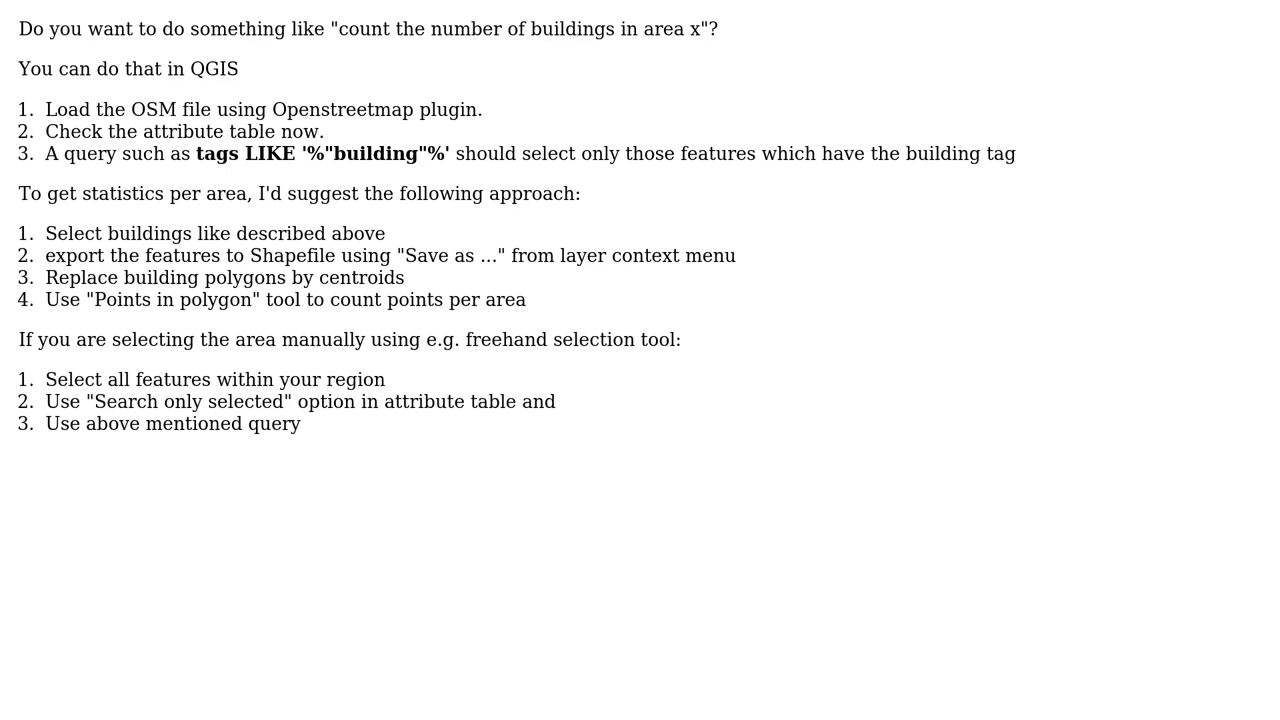 Do you want to do something like "count the number of buildings in area x"?
You can do that in QGIS
1. Load the OSM file using Openstreetmap plugin.
2. Check the attribute table now.
3. A query such as tags LIKE '%"building"%' should select only those features which have the building tag
To get statistics per area, I'd suggest the following approach:
1. Select buildings like described above
2. export the features to Shapefile using "Save as ..." from layer context menu
3. Replace building polygons by centroids
4. Use "Points in polygon" tool to count points per area
If you are selecting the area manually using e.g. freehand selection tool:
1. Select all features within your region
2. Use "Search only selected" option in attribute table and
3. Use above mentioned query